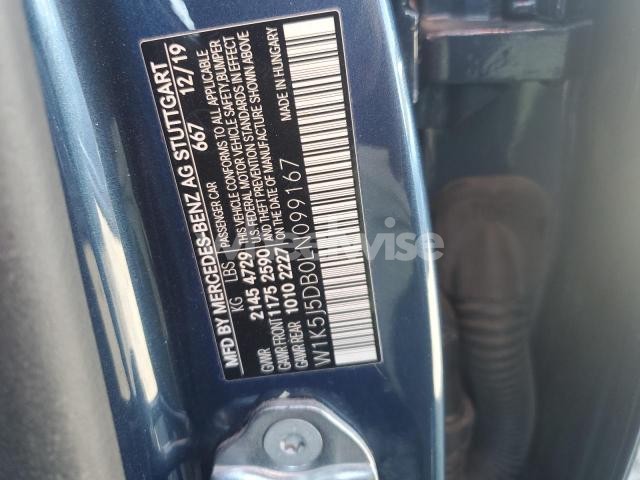 MFD BY MERCEDES-BENZ AG STUTTGART
667 12/19
PASSENGER CAR
KG LBS
GWR 2145 4729
GAWR FRONT 1175 2590
GAWR REAR 1010 2227
THIS VEHICLE CONFORMS TO ALL APPLICABLE
U.S. FEDERAL MOTOR VEHICLE SAFETY, BUMPER
AND THEFT PREVENTION STANDARDS IN EFFECT
ON THE DATE OF MANUFACTURE SHOWN ABOVE
MADE IN HUNGARY